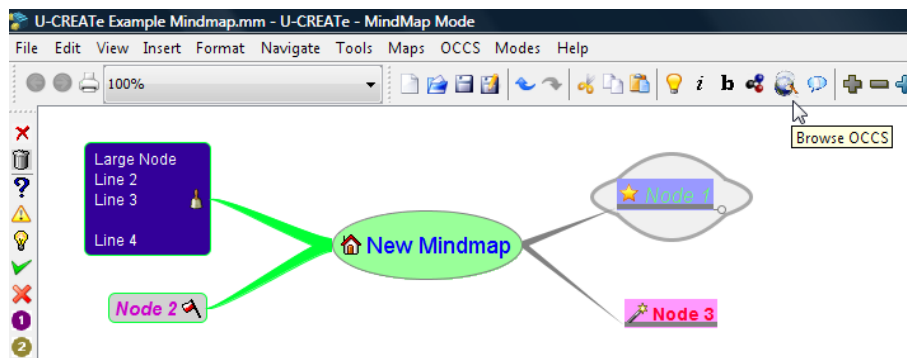 U-CREATe Example Mindmap.mm - U-CREATe - MindMap Mode
File Edit View Insert Format Navigate Tools Maps OCCS Modes Help
100%
i b
Browse OCCS
Large Node
Line 2
Line 3
Line 4
New Mindmap
Node 1
Node 2
Node 3
?
1
2